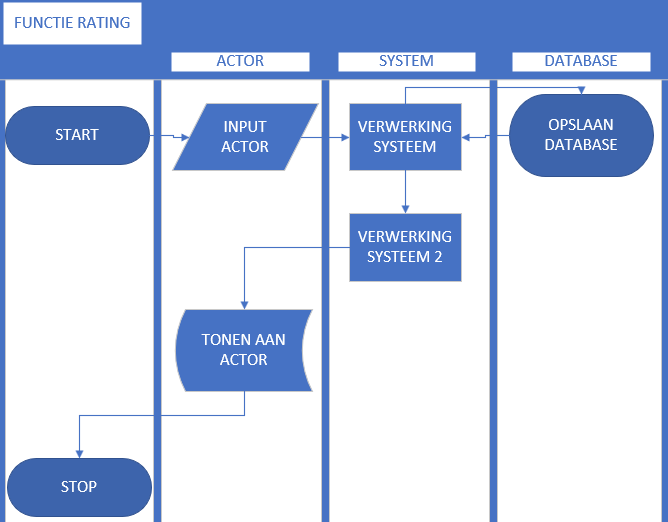 FUNCTIE RATING
ACTOR
SYSTEM
DATABASE
START
INPUT
ACTOR
VERWERKING
SYSTEEM
OPSLAAN
DATABASE
VERWERKING
SYSTEEM 2
TONEN AAN
ACTOR
STOP